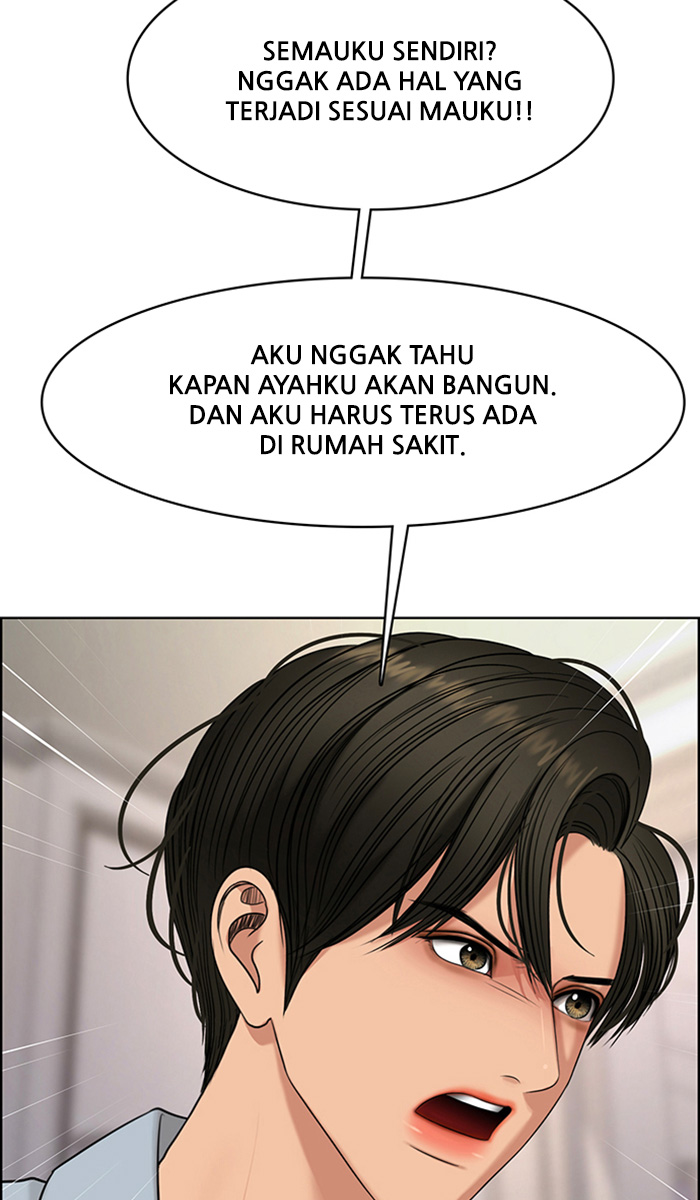 SEMAUKU SENDIRI?
NGGAK ADA HAL YANG
TERJADI SESUAI MAUKU!!
AKU NGGAK TAHU
KAPAN AYAHKU AKAN BANGUN.
DAN AKU HARUS TERUS ADA
DI RUMAH SAKIT.